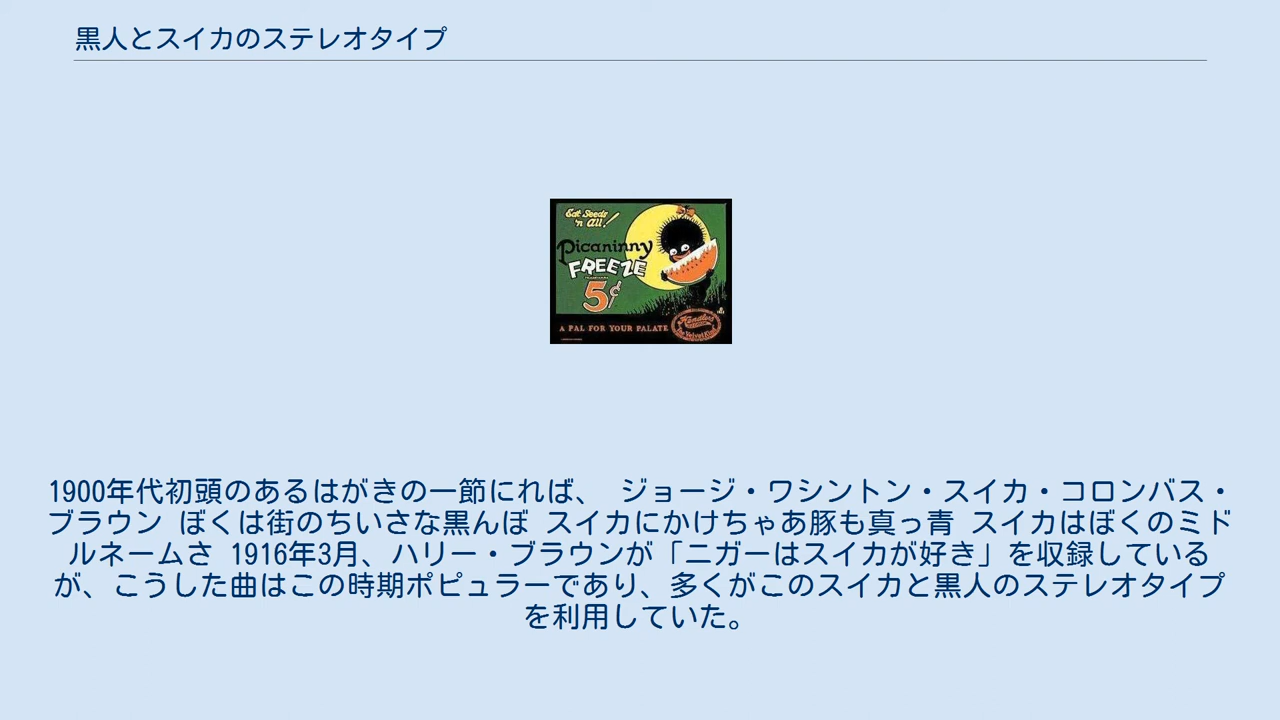 黒人とスイカのステレオタイプ
Eat Seeds
'n all!
Picaninny
FREEZE
5¢
A PAL FOR YOUR PALATE
Hendlers
The Velvet Kind
1900年代初頭のあるはがきの一節にれば、 ジョージ・ワシントン・スイカ・コロンバス・
ブラウン ぼくは街のちいさな黒んぼ スイカにかけちゃあ豚も真っ青 スイカはぼくのミド
ルネームさ 1916年3月、ハリー・ブラウンが「ニガーはスイカが好き」を収録している
が、こうした曲はこの時期ポピュラーであり、多くがこのスイカと黒人のステレオタイプ
を利用していた。